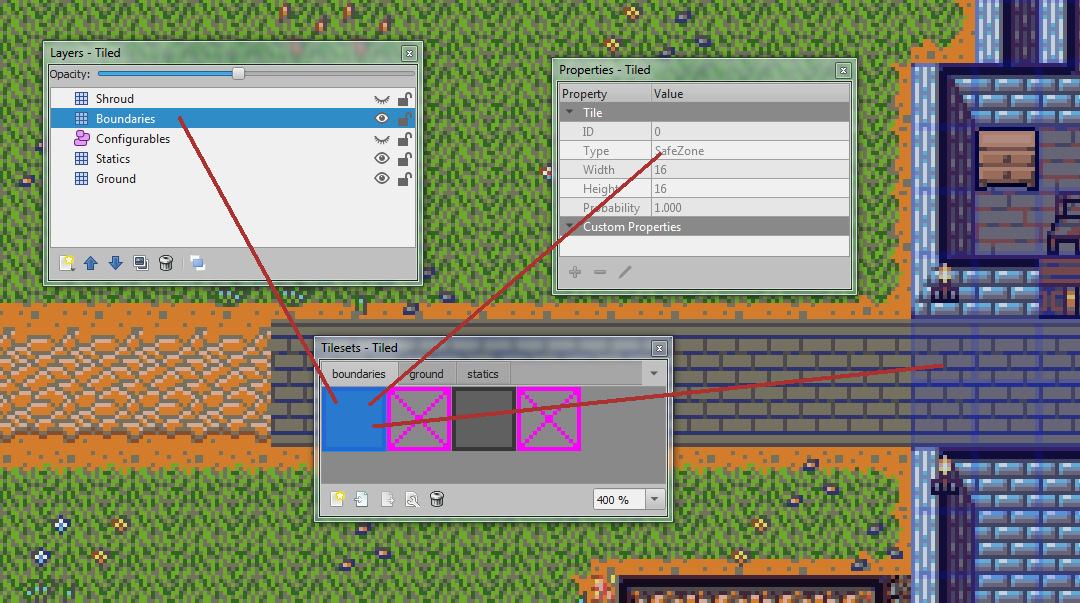 Layers - Tiled
Opacity:
Shroud
Boundaries
Configurables
Statics
Ground
Properties - Tiled
Property Value
Tile
ID 0
Type SafeZone
Width 16
Height 16
Probability 1.000
Custom Properties
Tilesets - Tiled
boundaries ground statics
400 %